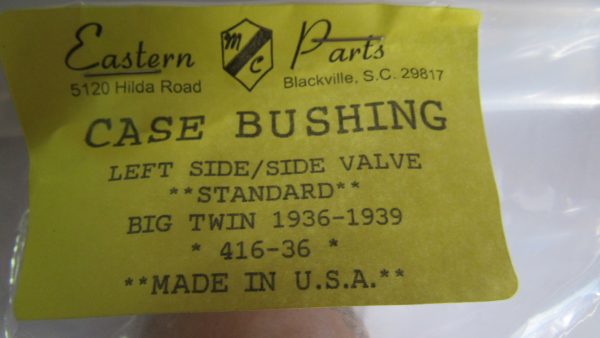 Eastern MC Parts
5120 Hilda Road Blackville, S.C. 29817
CASE BUSHING
LEFT SIDE/SIDE VALVE
**STANDARD**
BIG TWIN 1936-1939
* 416-36 *
**MADE IN U.S.A.**